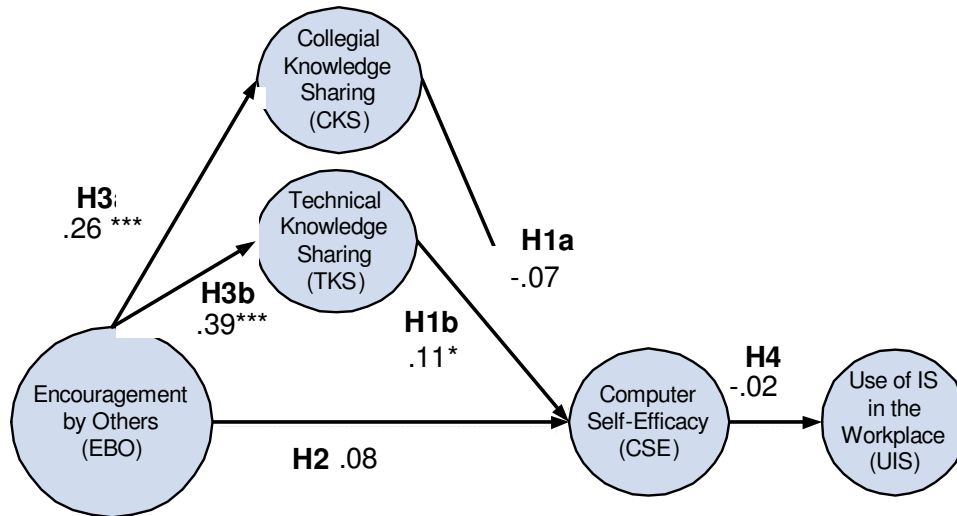 Collegial
Knowledge
Sharing
(CKS)
H3
.26 ***
Technical
Knowledge
Sharing
(TKS)
H1a
-.07
H3b
.39***
H1b
.11*
Encouragement
by Others
(EBO)
H2 .08
Computer
Self-Efficacy
(CSE)
H4
-.02
Use of IS
in the
Workplace
(UIS)